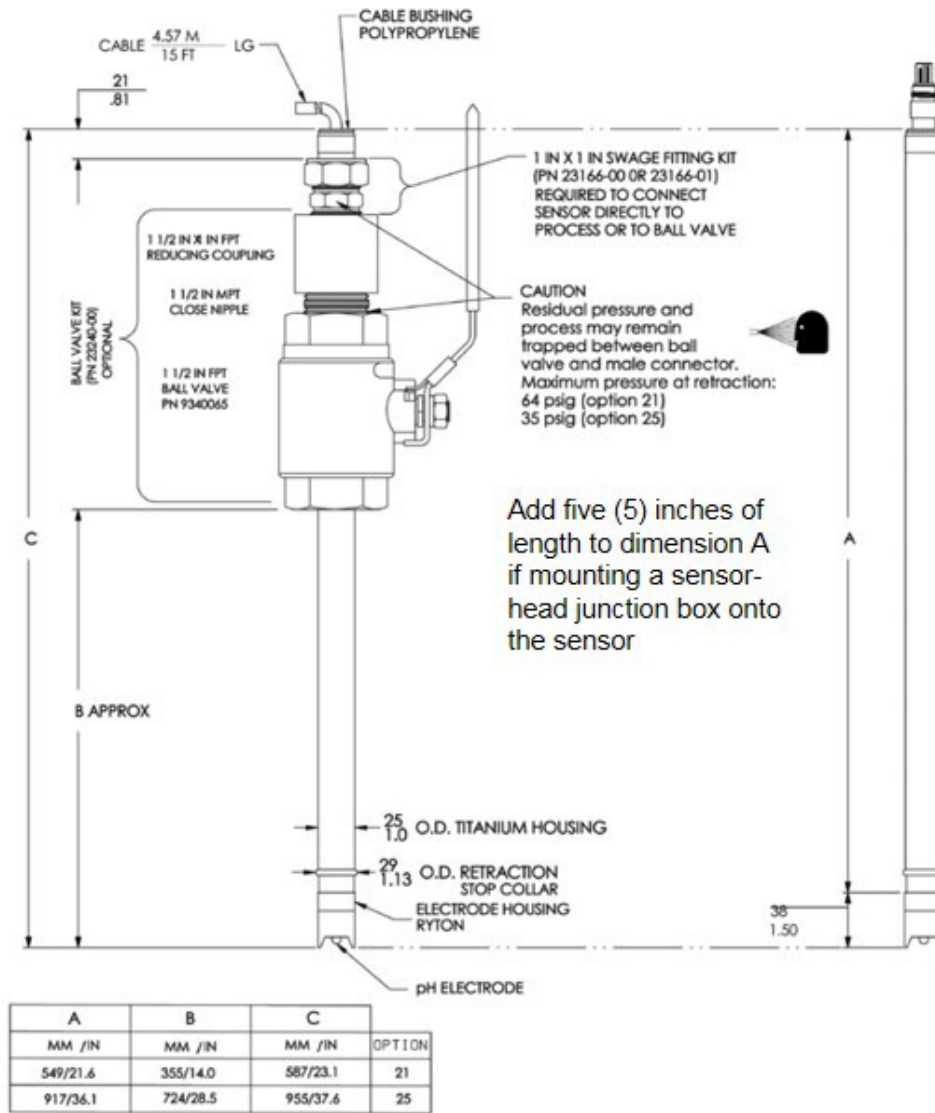 CABLE BUSHING
POLYPROPYLENE
CABLE 4.57 M LG
15 FT
21
.81
1 IN X 1 IN SWAGE FITTING KIT
(PN 23166-00 OR 23166-01)
REQUIRED TO CONNECT
SENSOR DIRECTLY TO
PROCESS OR TO BALL VALVE
1 1/2 IN X IN FPT
REDUCING COUPLING
1 1/2 IN MPT
CLOSE NIPPLE
1 1/2 IN FPT
BALL VALVE
PN 9340065
BALL VALVE KIT
(PN 23240-00)
OPTIONAL
CAUTION
Residual pressure and
process may remain
trapped between ball
valve and male connector.
Maximum pressure at retraction:
64 psig (option 21)
35 psig (option 25)
Add five (5) inches of
length to dimension A
if mounting a sensor-
head junction box onto
the sensor
C
A
B APPROX
25
1.0 O.D. TITANIUM HOUSING
29
1.13 O.D. RETRACTION
STOP COLLAR
ELECTRODE HOUSING
RYTON
38
1.50
pH ELECTRODE
A B C
MM /IN MM /IN MM /IN OPTION
549/21.6 355/14.0 587/23.1 21
917/36.1 724/28.5 955/37.6 25